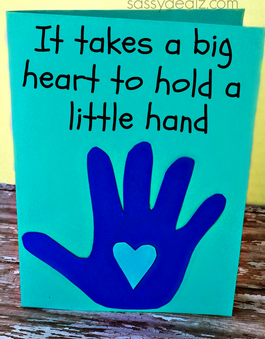 sassydealz.com
It takes a big
heart to hold a
little hand